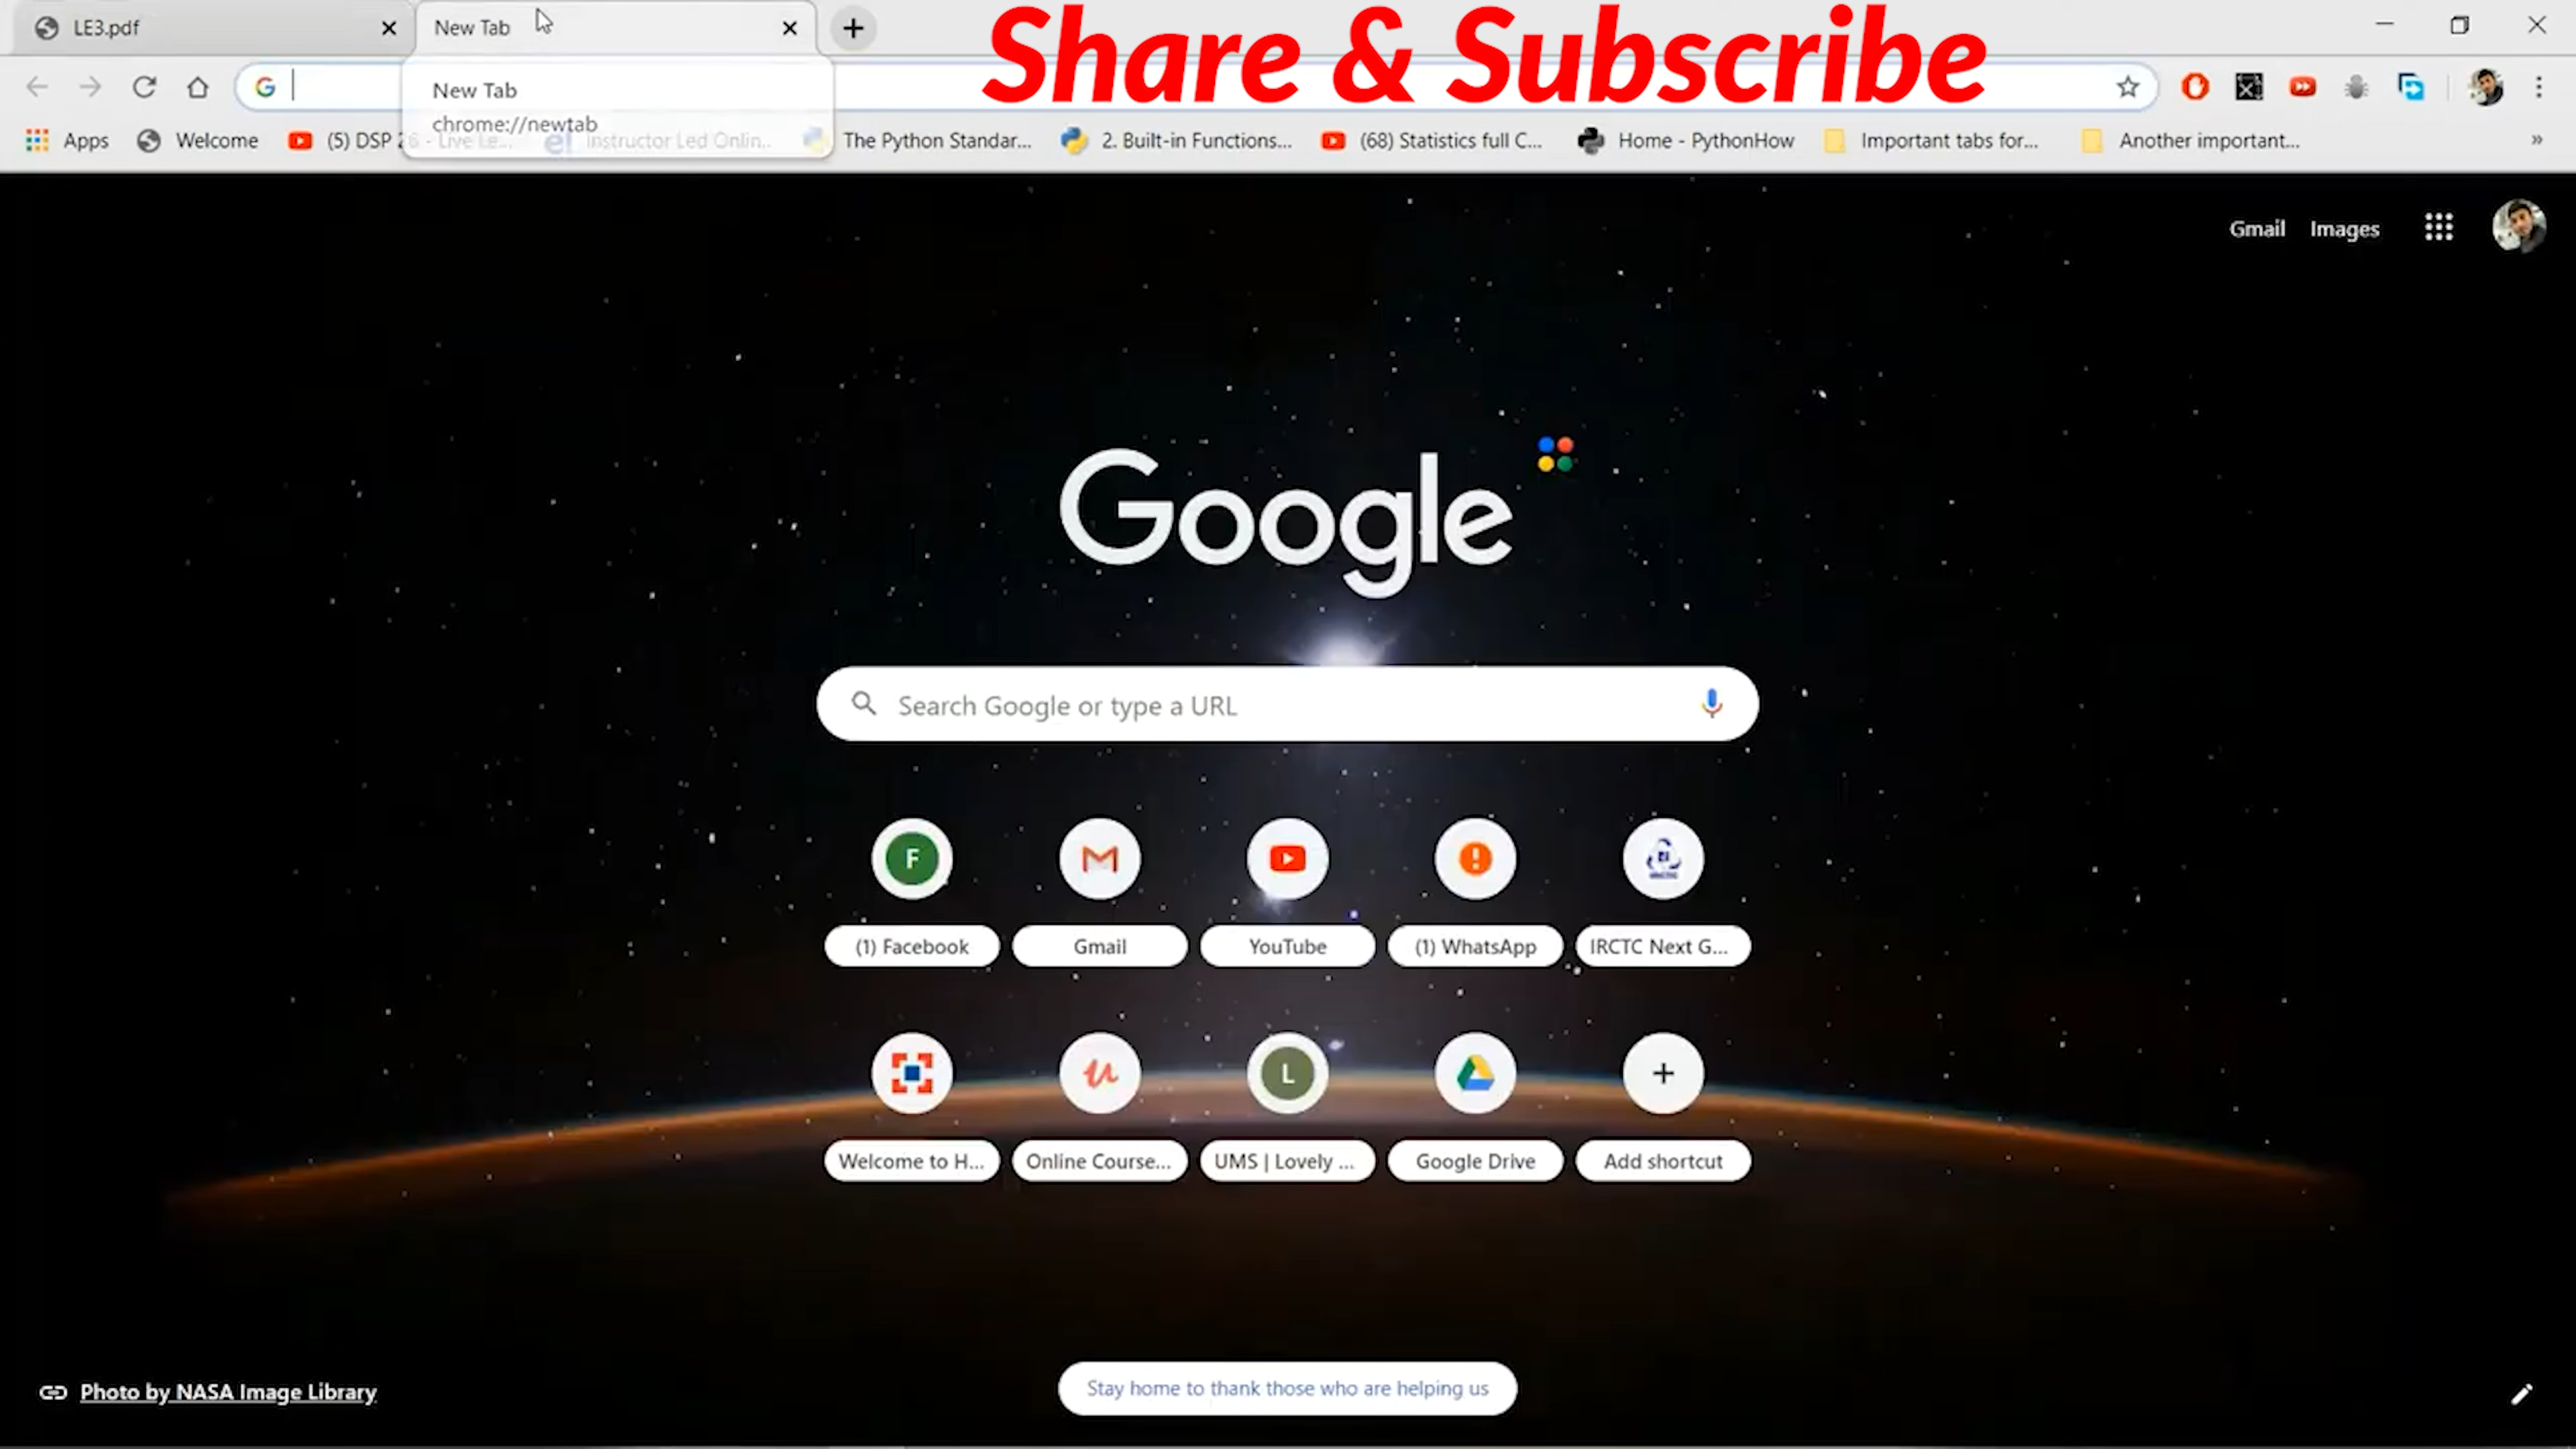 LE3.pdf
New Tab
Share & Subscribe
New Tab
chrome://newtab
Apps
Welcome
(5) DSP 26 - Live Le...
Instructor Led Onlin..
The Python Standar...
2. Built-in Functions...
(68) Statistics full C...
Home - PythonHow
Important tabs for...
Another important...
Gmail Images
Google
Search Google or type a URL
(1) Facebook
Gmail
YouTube
(1) WhatsApp
IRCTC Next G...
Welcome to H...
Online Course...
UMS | Lovely ...
Google Drive
Add shortcut
Photo by NASA Image Library
Stay home to thank those who are helping us